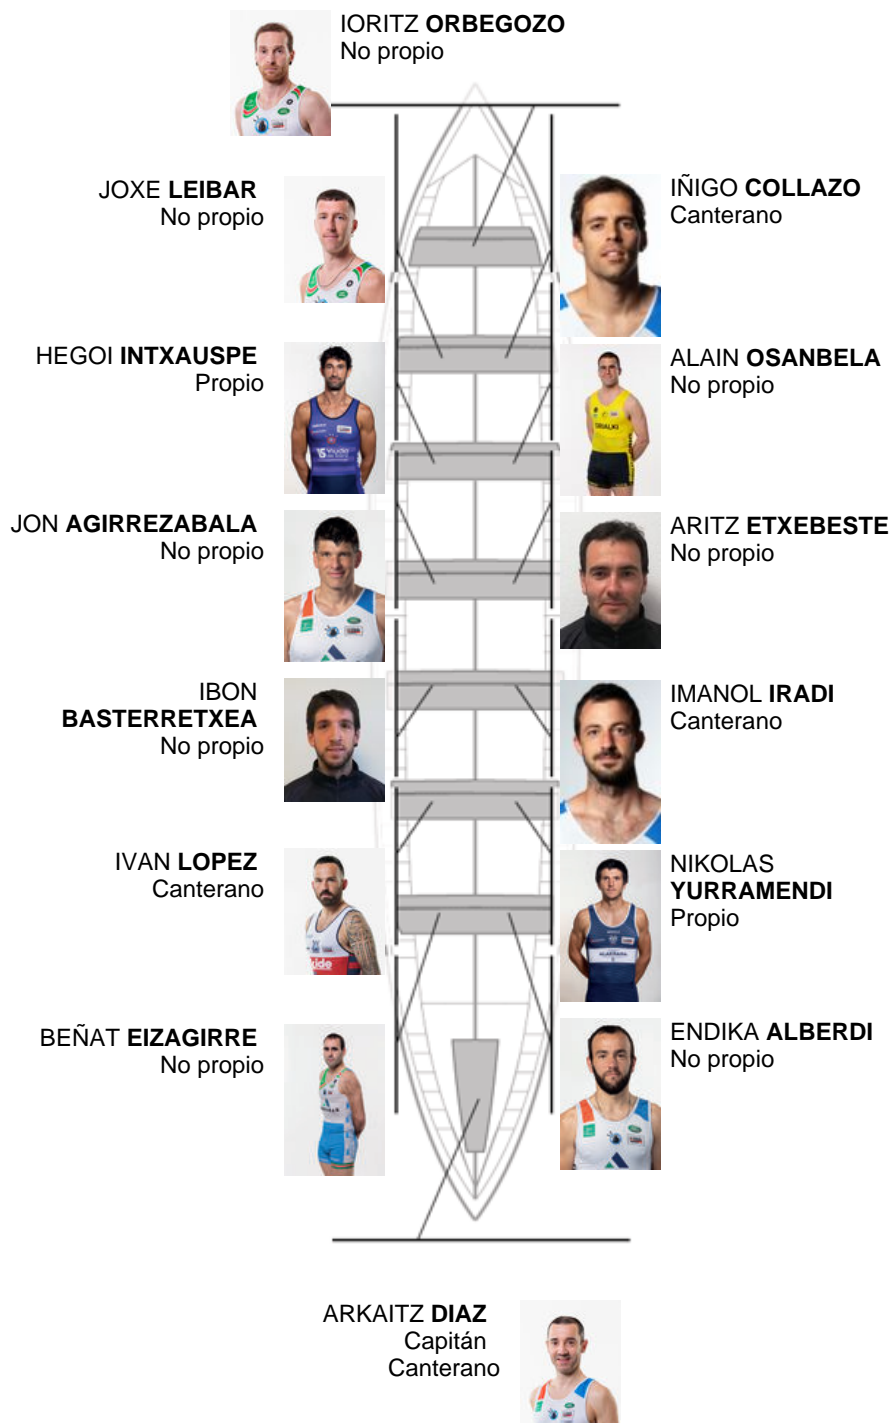 IORITZ ORBEGOZO
No propio
JOXE LEIBAR
No propio
IÑIGO COLLAZO
Canterano
HEGOI INTXAUSPE
Propio
ALAIN OSANBELA
No propio
JON AGIRREZABALA
No propio
ARITZ ETXEBESTE
No propio
IBON
BASTERRETXEA
No propio
IMANOL IRADI
Canterano
IVAN LOPEZ
Canterano
NIKOLAS
YURRAMENDI
Propio
BEÑAT EIZAGIRRE
No propio
ENDIKA ALBERDI
No propio
ARKAITZ DIAZ
Capitán
Canterano